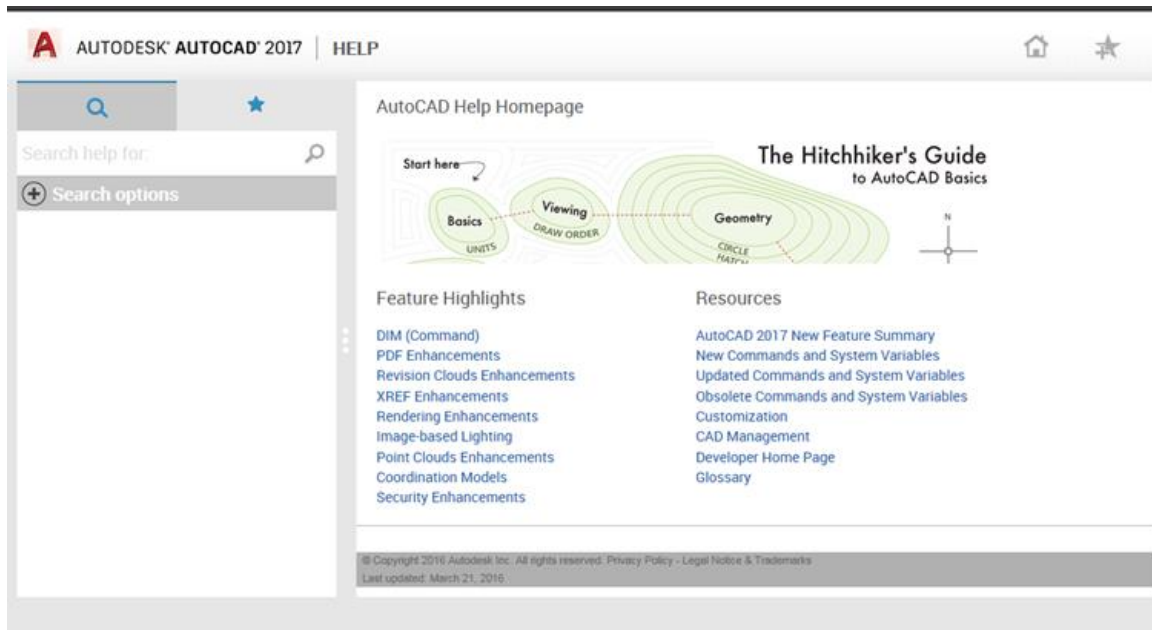 AUTODESK® AUTOCAD® 2017 | HELP
Search help for:
Search options
AutoCAD Help Homepage
Start here
The Hitchhiker's Guide
to AutoCAD Basics
Basics
UNITS
Viewing
DRAW ORDER
Geometry
CIRCLE
HATCH
N
Feature Highlights
DIM (Command)
PDF Enhancements
Revision Clouds Enhancements
XREF Enhancements
Rendering Enhancements
Image-based Lighting
Point Clouds Enhancements
Coordination Models
Security Enhancements
Resources
AutoCAD 2017 New Feature Summary
New Commands and System Variables
Updated Commands and System Variables
Obsolete Commands and System Variables
Customization
CAD Management
Developer Home Page
Glossary
© Copyright 2016 Autodesk Inc. All rights reserved. Privacy Policy - Legal Notice & Trademarks
Last updated: March 21, 2016